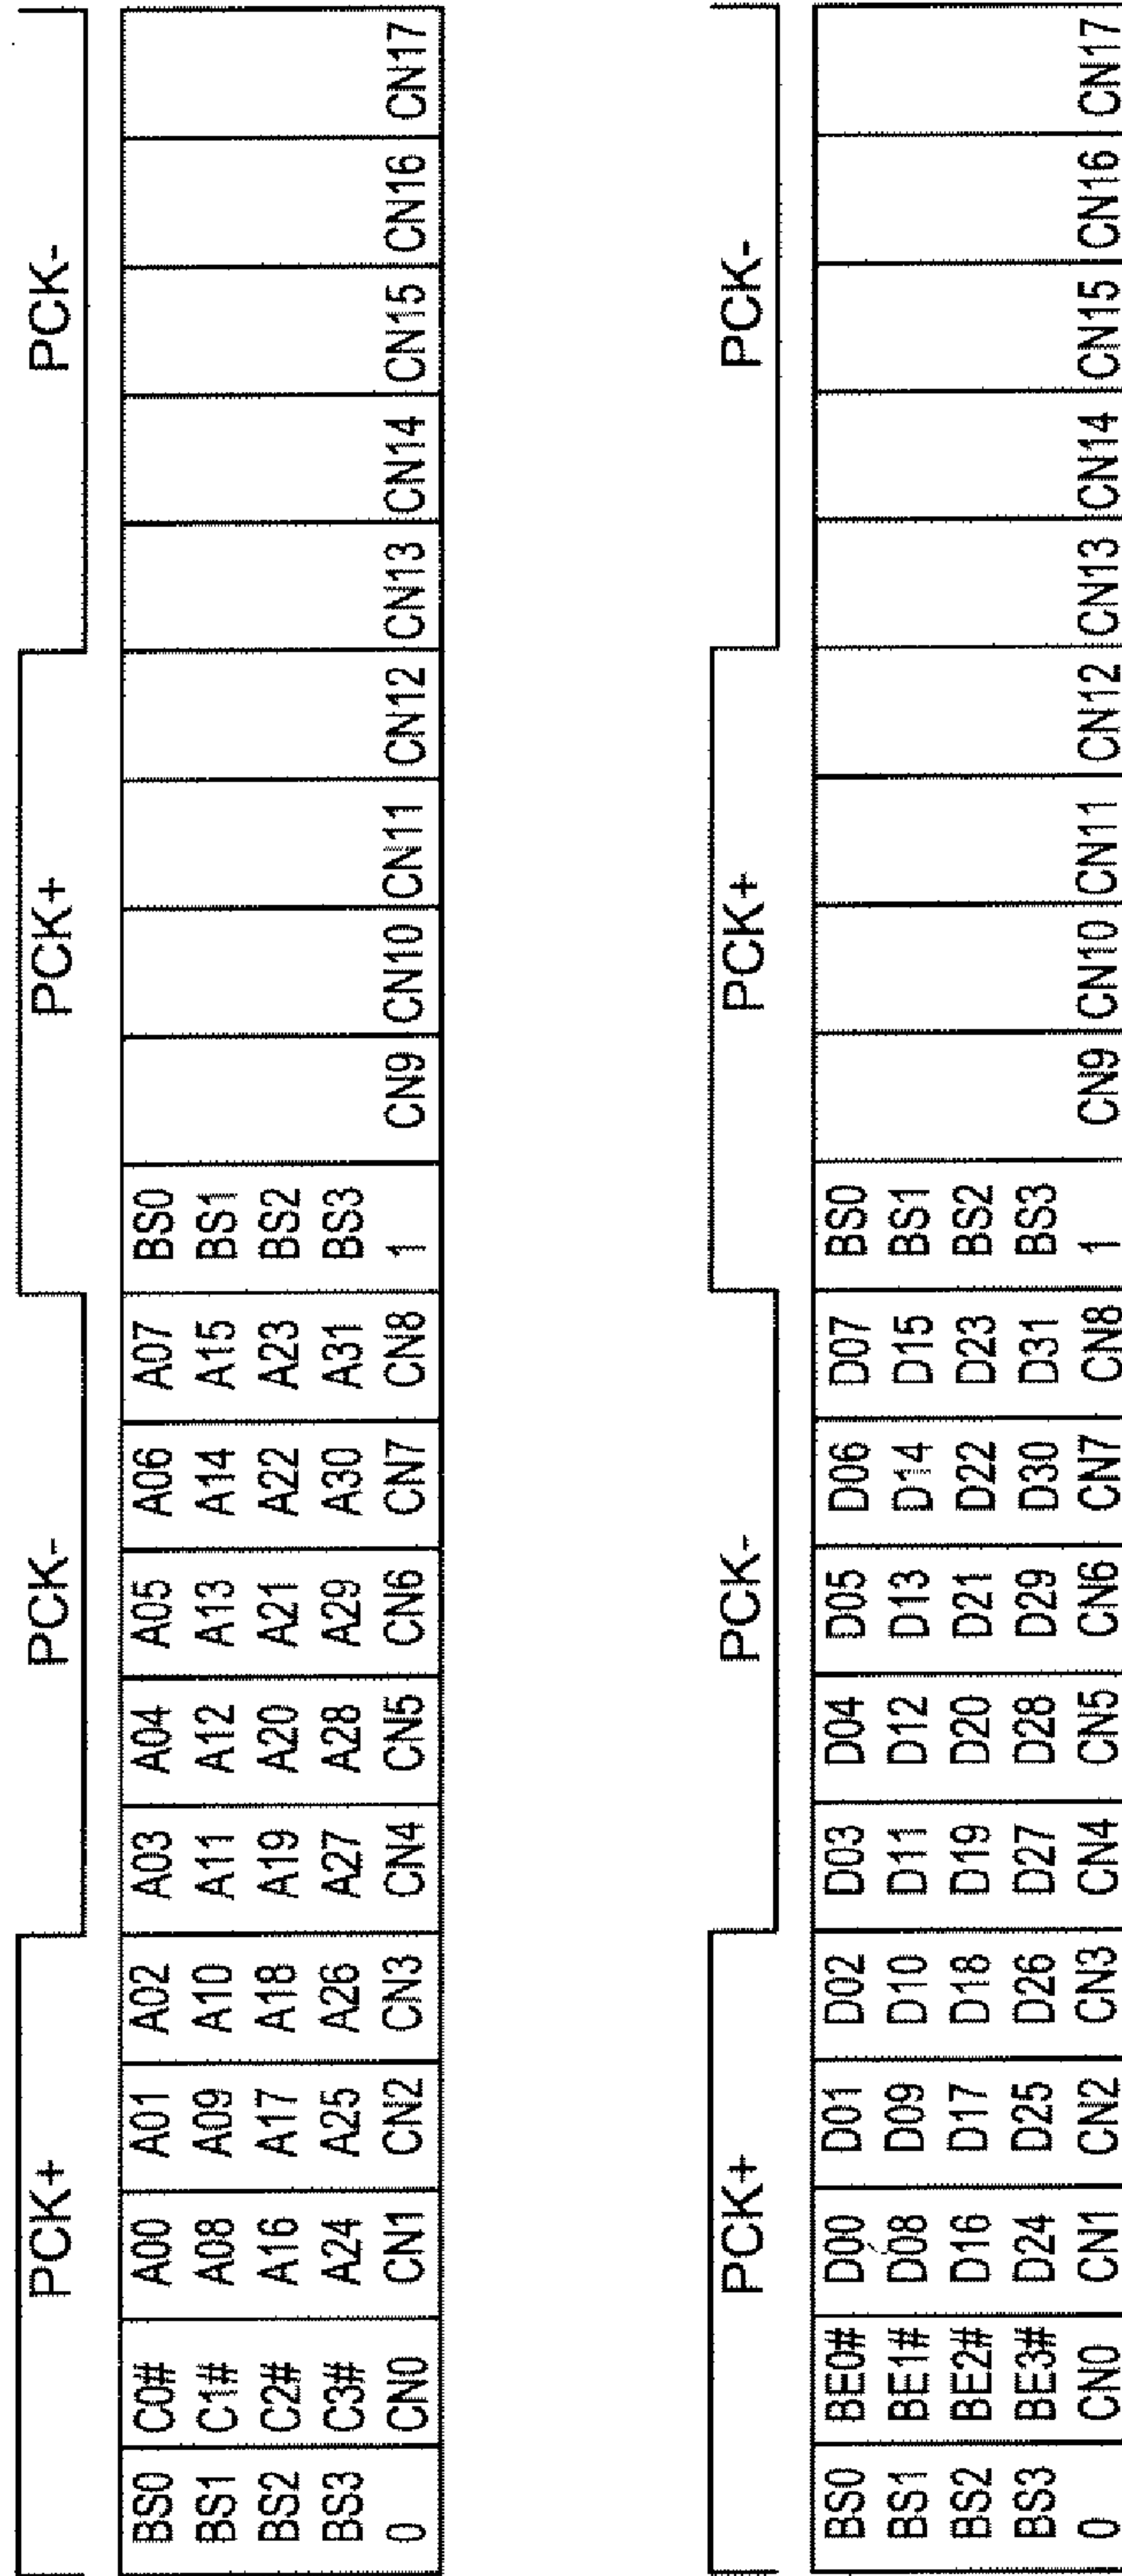 PCK+ PCK- PCK+ PCK-
BS0 C0# A00 A01 A02 A03 A04 A05 A06 A07 BS0
BS1 C1# A08 A09 A10 A11 A12 A13 A14 A15 BS1
BS2 C2# A16 A17 A18 A19 A20 A21 A22 A23 BS2
BS3 C3# A24 A25 A26 A27 A28 A29 A30 A31 BS3
0 CN0 CN1 CN2 CN3 CN4 CN5 CN6 CN7 CN8 1 CN9 CN10 CN11 CN12 CN13 CN14 CN15 CN16 CN17
PCK+ PCK- PCK+ PCK-
BS0 BE0# D00 D01 D02 D03 D04 D05 D06 D07 BS0
BS1 BE1# D08 D09 D10 D11 D12 D13 D14 D15 BS1
BS2 BE2# D16 D17 D18 D19 D20 D21 D22 D23 BS2
BS3 BE3# D24 D25 D26 D27 D28 D29 D30 D31 BS3
0 CN0 CN1 CN2 CN3 CN4 CN5 CN6 CN7 CN8 1 CN9 CN10 CN11 CN12 CN13 CN14 CN15 CN16 CN17